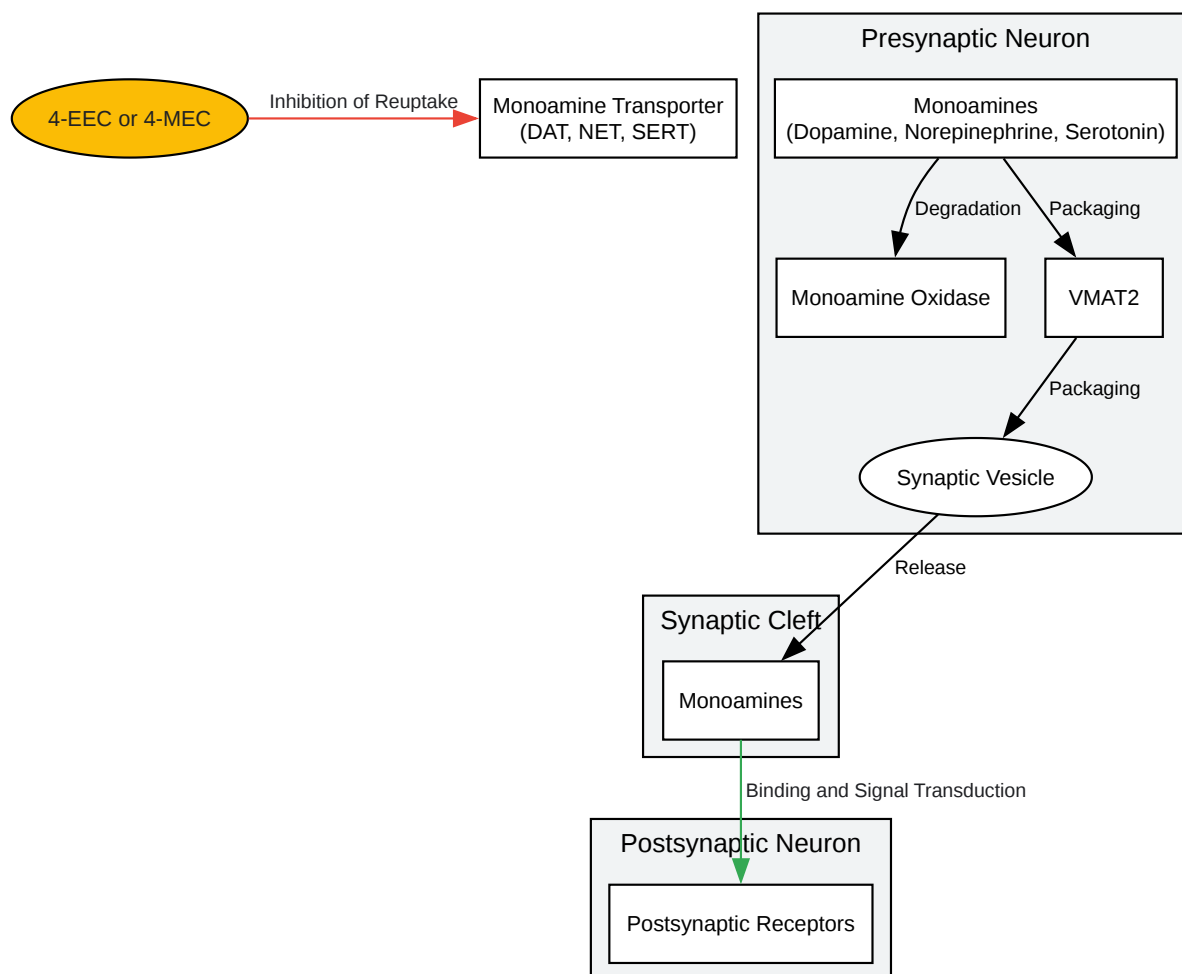 Presynaptic Neuron
4-EEC or 4-MEC
Inhibition of Reuptake
Monoamine Transporter
(DAT, NET, SERT)
Monoamines
(Dopamine, Norepinephrine, Serotonin)
Degradation
Packaging
Monoamine Oxidase
VMAT2
Packaging
Synaptic Vesicle
Release
Synaptic Cleft
Monoamines
Binding and Signal Transduction
Postsynaptic Neuron
Postsynaptic Receptors